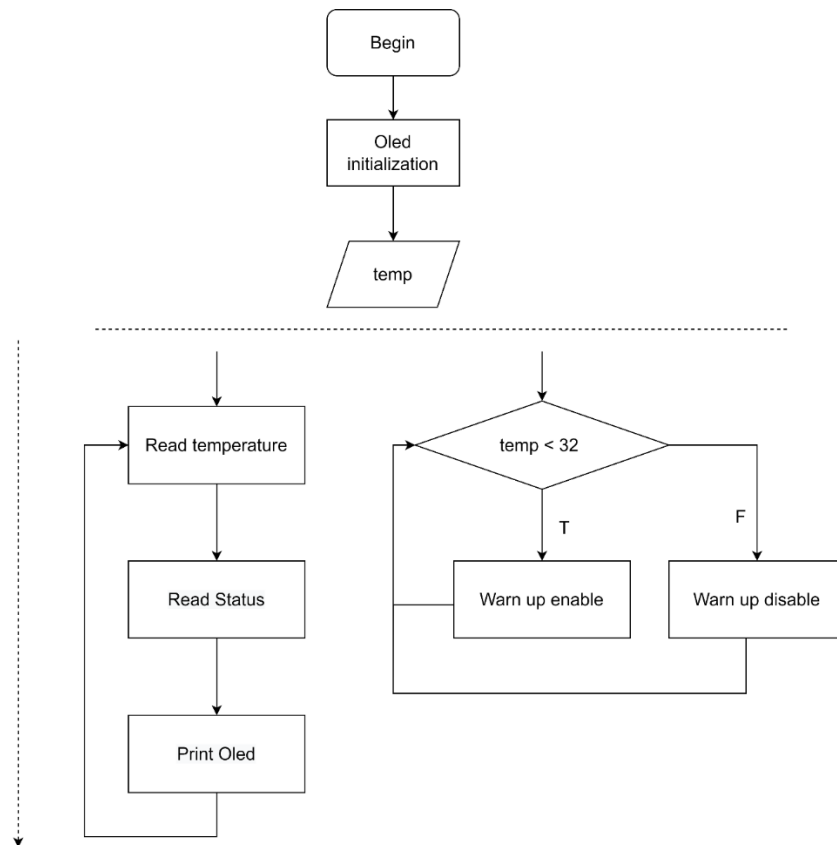 Begin
Oled
initialization
temp
Read temperature
temp < 32
T
F
Read Status
Warn up enable
Warn up disable
Print Oled